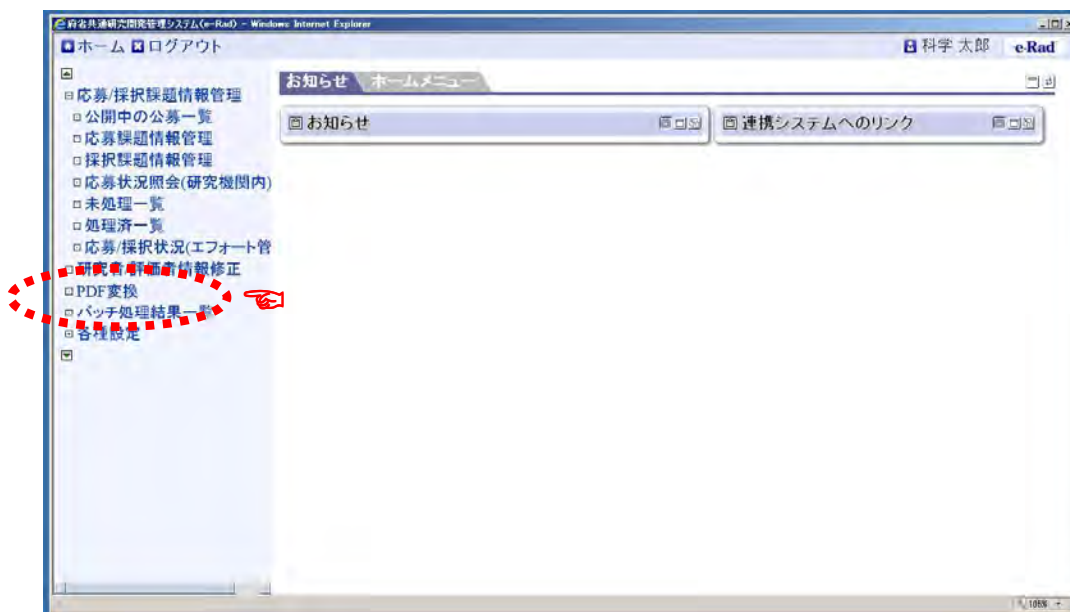 府省共通研究開発管理システム(e-Rad) - Windows Internet Explorer
ホーム ログアウト
科学 太郎 e-Rad
応募/採択課題情報管理
公開中の公募一覧
応募課題情報管理
採択課題情報管理
応募状況照会(研究機関内)
未処理一覧
処理済一覧
応募/採択状況(エフォート管
研究者/評価者情報修正
PDF変換
バッチ処理結果一覧
各種設定
お知らせ ホームメニュー
お知らせ
連携システムへのリンク
105%